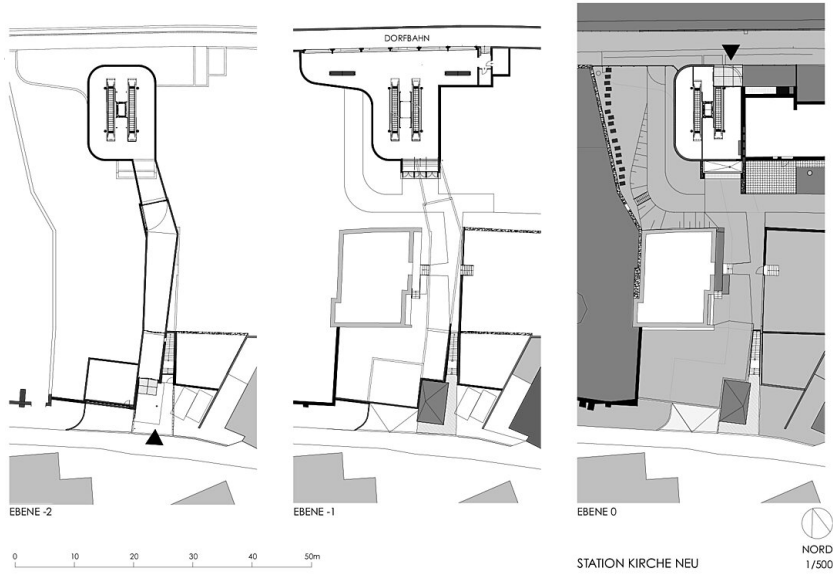 DORFBAHN
EBENE -2
EBENE -1
EBENE 0
NORD
0 10 20 30 40 50m
STATION KIRCHE NEU
1/500